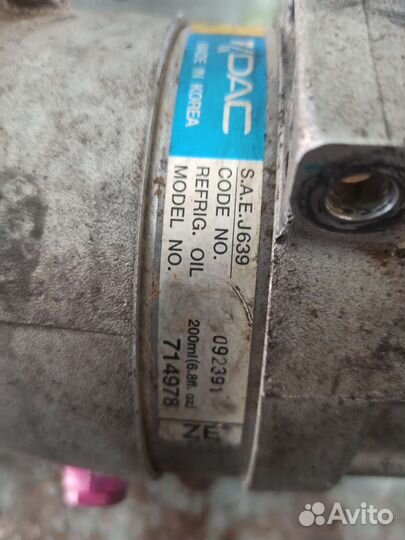 V/DAC
MADE IN KOREA
S.A.E.J639
CODE NO. 092391
REFRIG. OIL 200ml(6.8fl. oz)
MODEL NO. 714978
Avito